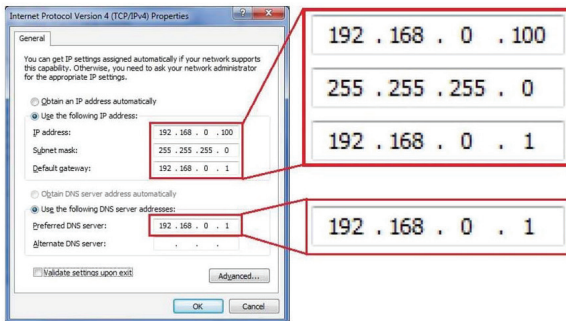 Internet Protocol Version 4 (TCP/IPv4) Properties
General
You can get IP settings assigned automatically if your network supports
this capability. Otherwise, you need to ask your network administrator
for the appropriate IP settings.
Obtain an IP address automatically
Use the following IP address:
IP address: 192 . 168 . 0 . 100
Subnet mask: 255 . 255 . 255 . 0
Default gateway: 192 . 168 . 0 . 1
Obtain DNS server address automatically
Use the following DNS server addresses:
Preferred DNS server: 192 . 168 . 0 . 1
Alternate DNS server: . . .
Validate settings upon exit
Advanced...
OK Cancel
192 . 168 . 0 . 100
255 . 255 . 255 . 0
192 . 168 . 0 . 1
192 . 168 . 0 . 1